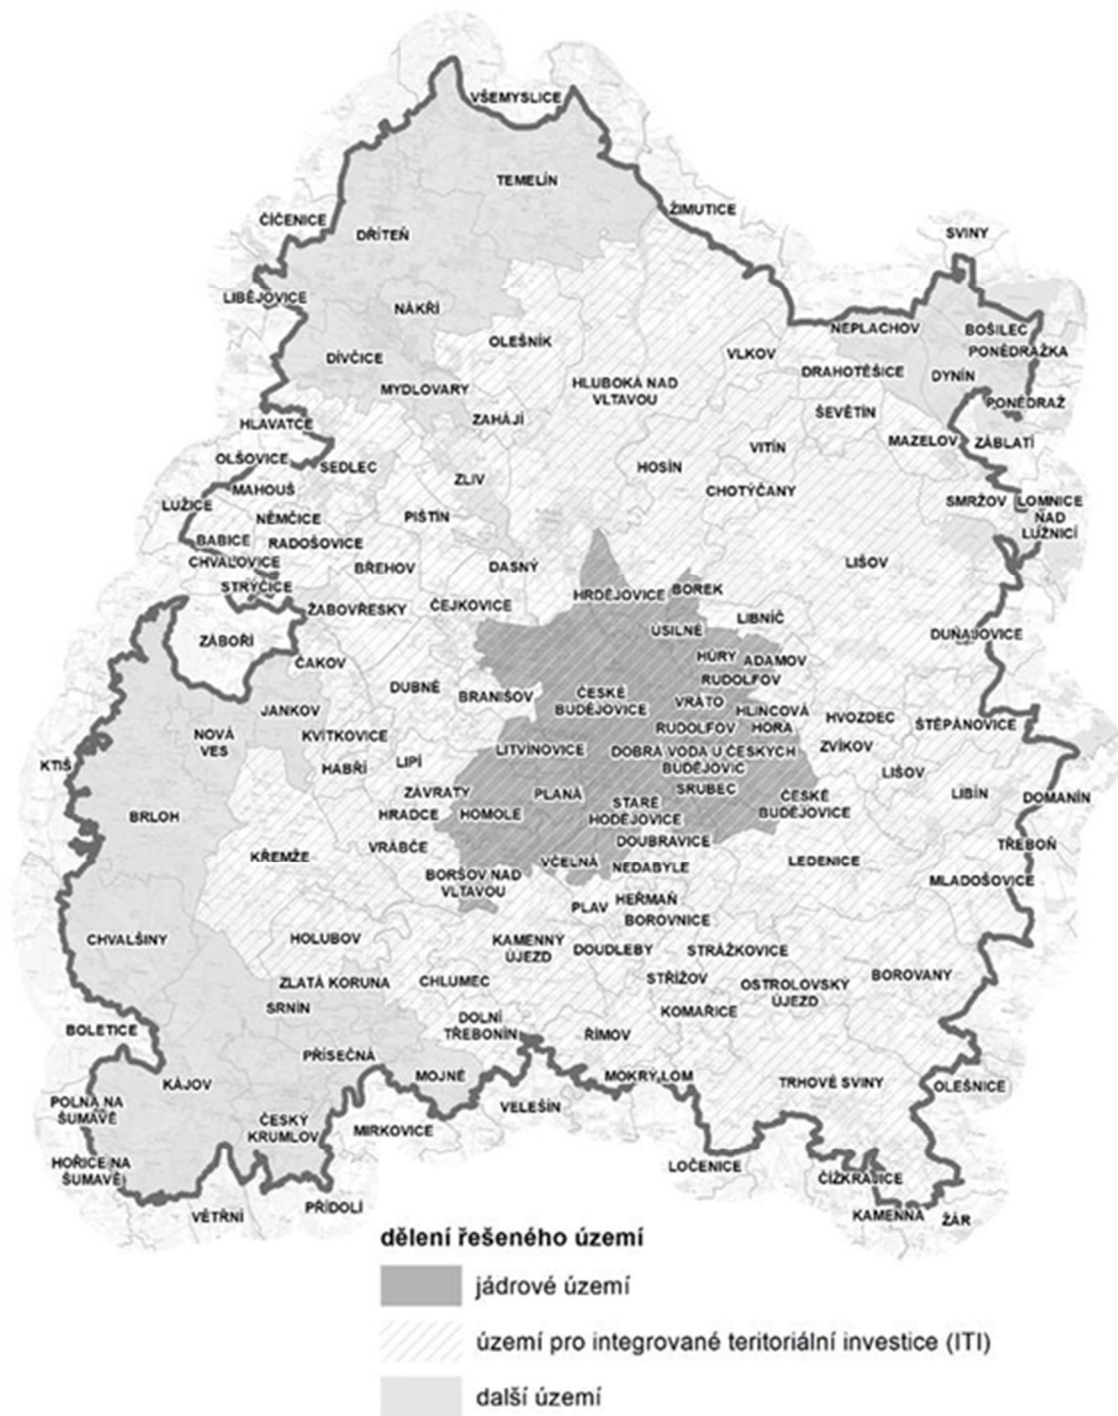 VŠEMYSLICE
TEMELÍN
ŽIMUTICE
ČÍČENICE
DŘÍTEŇ
SVINY
LIBĚJOVICE
NÁKŘÍ
NEPLACHOV
BOŠILEC
OLEŠNÍK
PONĚDRAŽKA
DÍVČICE
VLKOV
DRAHOTĚŠICE
DYNÍN
MYDLOVARY
HLUBOKÁ NAD
VLTAVOU
PONĚDRAŽ
ZAHÁJÍ
ŠEVĚTÍN
HLAVATCE
MAZELOV
ZÁBLATÍ
VITÍN
OLŠOVICE
SEDLEC
HOSÍN
ZLIV
CHOTÝČANY
MAHOUŠ
LUŽICE
SMRŽOV
LOMNICE
NAD
LUŽNICÍ
NĚMČICE
PIŠTÍN
BABICE
RADOŠOVICE
CHVALOVICE
BŘEHOV
DASNÝ
LIŠOV
STRÝČICE
HRDĚJOVICE
BOREK
ŽABOVŘESKY
ČEJKOVICE
LIBNÍČ
ÚSILNÉ
DUŇAJOVICE
ZÁBOŘÍ
ČAKOV
HŮRY
ADAMOV
RUDOLFOV
DUBNÉ
BRANIŠOV
ČESKÉ
BUDĚJOVICE
VRÁTO
HLINCOVÁ
HORA
JANKOV
HVOZDEC
ŠTĚPÁNOVICE
NOVÁ
VES
KVÍTKOVICE
RUDOLFOV
LITVÍNOVICE
DOBRÁ VODA U ČESKÝCH
BUDĚJOVIC
ZVÍKOV
KTIŠ
HABŘÍ
LIPÍ
LIŠOV
ZÁVRATY
PLANÁ
SRUBEC
ČESKÉ
BUDĚJOVICE
LIBÍN
DOMANÍN
BRLOH
HRADCE
HOMOLE
STARÉ
HODĚJOVICE
VRÁBČE
DOUBRAVICE
TŘEBOŇ
KŘEMŽE
VČELNÁ
NEDABYLE
LEDENICE
BORŠOV NAD
VLTAVOU
MLADOŠOVICE
PLAV
HEŘMAŇ
BOROVNICE
CHVALŠINY
HOLUBOV
KAMENNÝ
ÚJEZD
DOUDLEBY
STRÁŽKOVICE
ZLATÁ KORUNA
CHLUMEC
STŘÍŽOV
OSTROLOVSKÝ
ÚJEZD
BOROVANY
SRNÍN
KOMAŘICE
BOLETICE
DOLNÍ
TŘEBONÍN
ŘÍMOV
PŘÍSEČNÁ
KÁJOV
MOJNÉ
MOKRÝ LOM
TRHOVÉ SVINY
OLEŠNICE
POLNÁ NA
ŠUMAVĚ
VELEŠÍN
ČESKÝ
KRUMLOV
MIRKOVICE
HOŘICE NA
ŠUMAVĚ
LOČENICE
ČÍŽKRAJICE
PŘÍDOLÍ
VĚTŘNÍ
KAMENNÁ
ŽÁR
dělení řešeného území
jádrové území
území pro integrované teritoriální investice (ITI)
další území